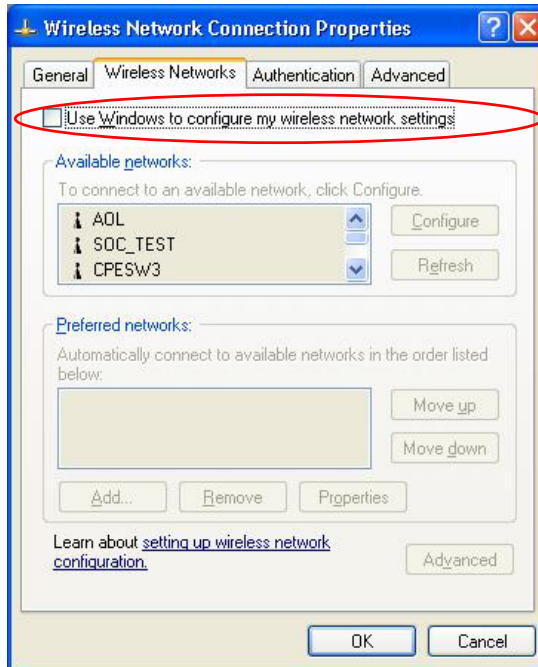 Wireless Network Connection Properties
General Wireless Networks Authentication Advanced
Use Windows to configure my wireless network settings
Available networks:
To connect to an available network, click Configure.
AOL
SOC_TEST
CPESW3
Configure
Refresh
Preferred networks:
Automatically connect to available networks in the order listed
below:
Move up
Move down
Add... Remove Properties
Learn about setting up wireless network
configuration.
Advanced
OK Cancel